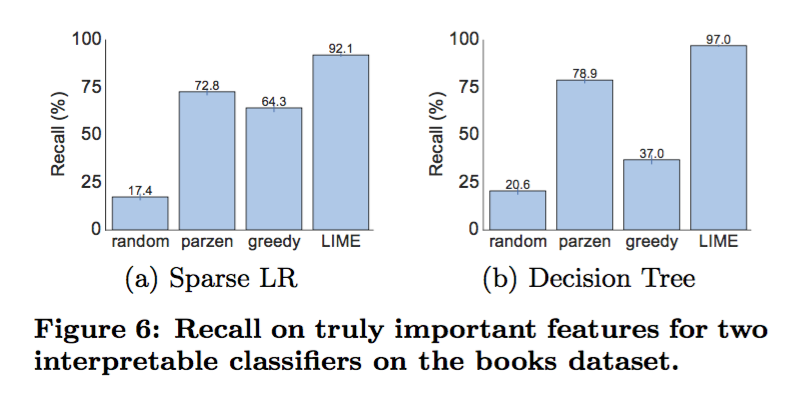 100
75
50
25
0
Recall (%)
17.4
72.8
64.3
92.1
random parzen greedy LIME
(a) Sparse LR
100
75
50
25
0
Recall (%)
20.6
78.9
37.0
97.0
random parzen greedy LIME
(b) Decision Tree
Figure 6: Recall on truly important features for two
interpretable classifiers on the books dataset.